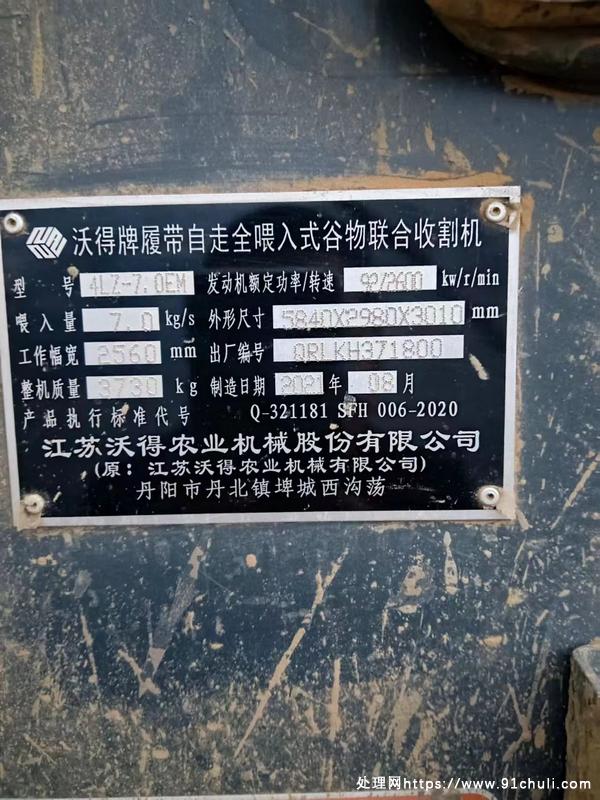 沃得牌履带自走全喂入式谷物联合收割机
型 号 4LZ-7.0EM 发动机额定功率/转速 92/2600 kw/r/min
喂入量 7.0 kg/s 外形尺寸 5840X2980X3010 mm
工作幅宽 2560 mm 出厂编号 QRLKH371800
整机质量 3730 kg 制造日期 2021 年 08 月
产品执行标准代号 Q-321181 SFH 006-2020
江苏沃得农业机械股份有限公司
(原：江苏沃得农业机械有限公司)
丹阳市丹北镇埤城西沟荡
处理网https://www.91chuli.com